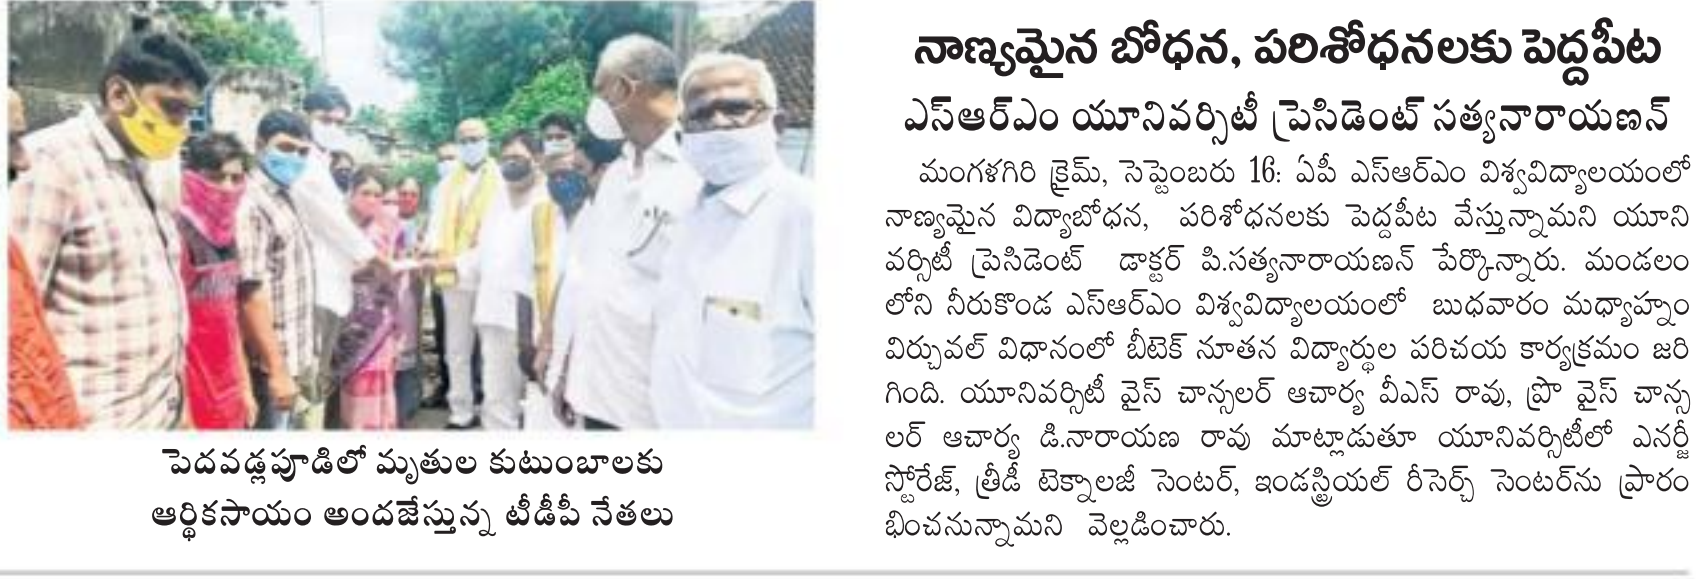 పెదవడ్లపూడిలో మృతుల కుటుంబాలకు
ఆర్థికసాయం అందజేస్తున్న టీడీపీ నేతలు
నాణ్యమైన బోధన, పరిశోధనలకు పెద్దపీట
ఎస్ఆర్ఎం యూనివర్సిటీ ప్రెసిడెంట్ సత్యనారాయణన్
మంగళగిరి క్రైమ్, సెప్టెంబరు 16: ఏపీ ఎస్ఆర్ఎం విశ్వవిద్యాలయంలో
నాణ్యమైన విద్యాబోధన, పరిశోధనలకు పెద్దపీట వేస్తున్నామని యూని
వర్సిటీ ప్రెసిడెంట్ డాక్టర్ పి.సత్యనారాయణన్ పేర్కొన్నారు. మండలం
లోని నీరుకొండ ఎస్ఆర్ఎం విశ్వవిద్యాలయంలో బుధవారం మధ్యాహ్నం
విర్చువల్ విధానంలో బీటెక్ నూతన విద్యార్థుల పరిచయ కార్యక్రమం జరి
గింది. యూనివర్సిటీ వైస్ చాన్సలర్ ఆచార్య వీఎస్ రావు, ప్రొ వైస్ చాన్స
లర్ ఆచార్య డి.నారాయణ రావు మాట్లాడుతూ యూనివర్సిటీలో ఎనర్జీ
స్టోరేజ్, త్రీడీ టెక్నాలజీ సెంటర్, ఇండస్ట్రియల్ రీసెర్చ్ సెంటర్‌ను ప్రారం
భించనున్నామని వెల్లడించారు.